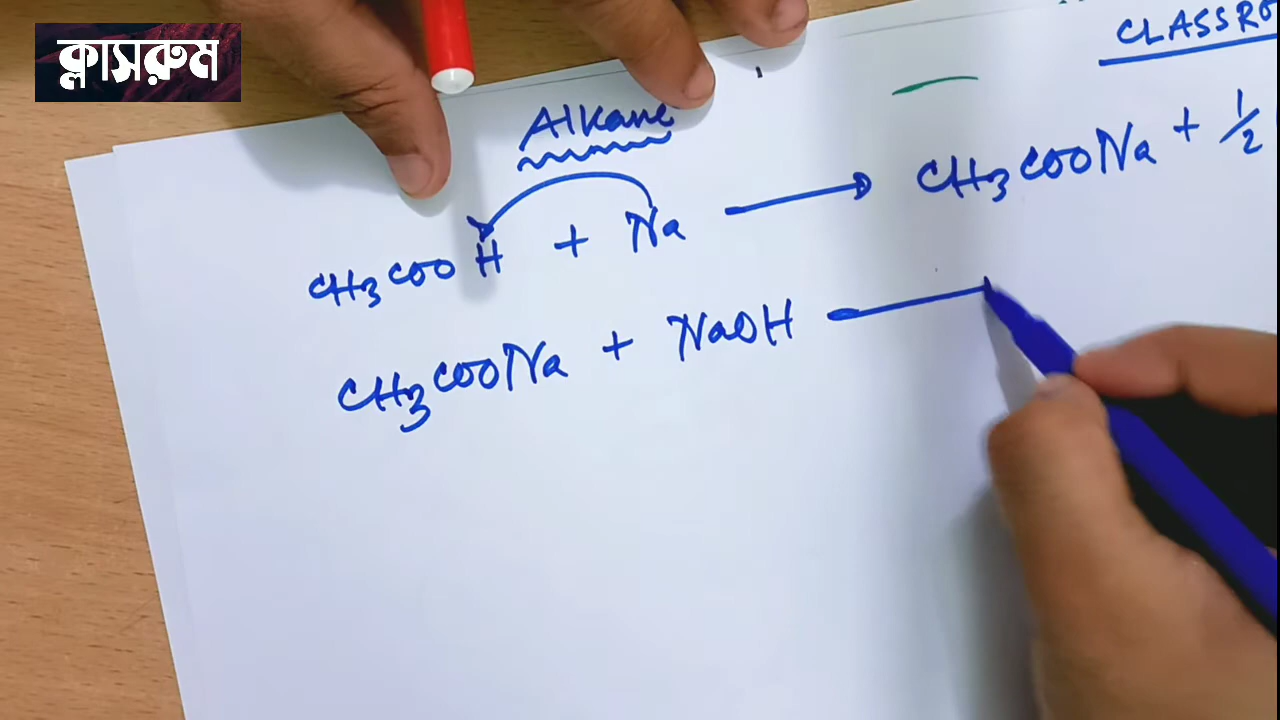 ক্লাসরুম
CLASSRO
Alkane
CH3COOH + Na → CH3COONa + 1/2
CH3COONa + NaOH